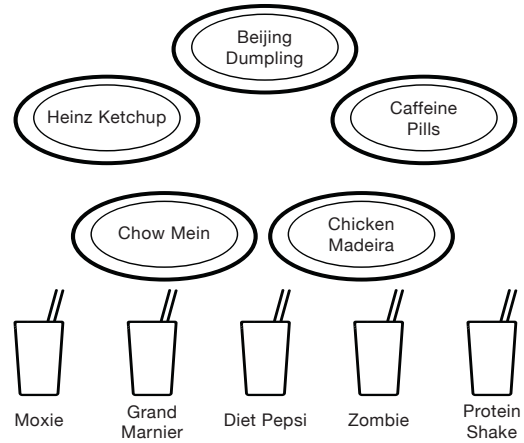 Beijing
Dumpling
Heinz Ketchup
Caffeine
Pills
Chow Mein
Chicken
Madeira
Moxie
Grand
Marnier
Diet Pepsi
Zombie
Protein
Shake